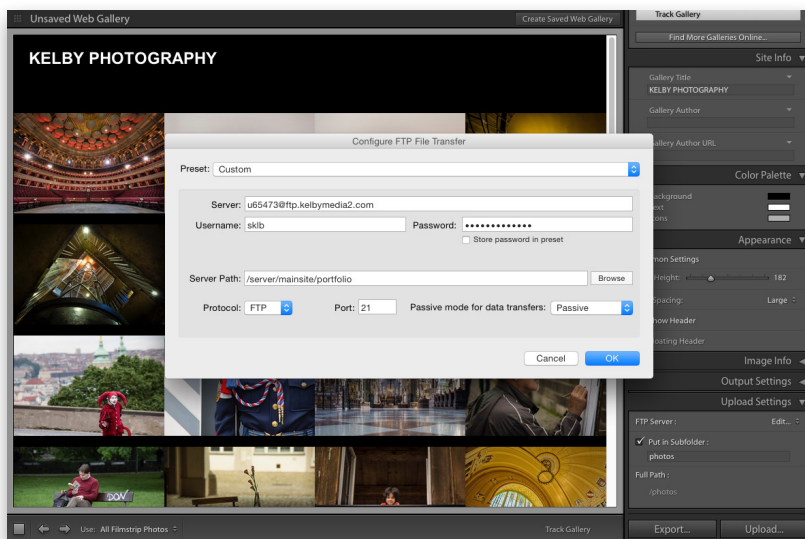 Unsaved Web Gallery
Create Saved Web Gallery
KELBY PHOTOGRAPHY
Configure FTP File Transfer
Preset: Custom
Server: u65473@ftp.kelbymedia2.com
Username: sklb
Password: •••••••••••••
Store password in preset
Server Path: /server/mainsite/portfolio
Browse
Protocol: FTP
Port: 21
Passive mode for data transfers: Passive
Cancel
OK
Use: All Filmstrip Photos
Track Gallery
Track Gallery
Find More Galleries Online...
Site Info
Gallery Title
KELBY PHOTOGRAPHY
Gallery Author
Gallery Author URL
Color Palette
Appearance
Height: 182
Spacing: Large
Show Header
Floating Header
Image Info
Output Settings
Upload Settings
FTP Server: Edit...
Put in Subfolder:
photos
Full Path:
/photos
Export...
Upload...